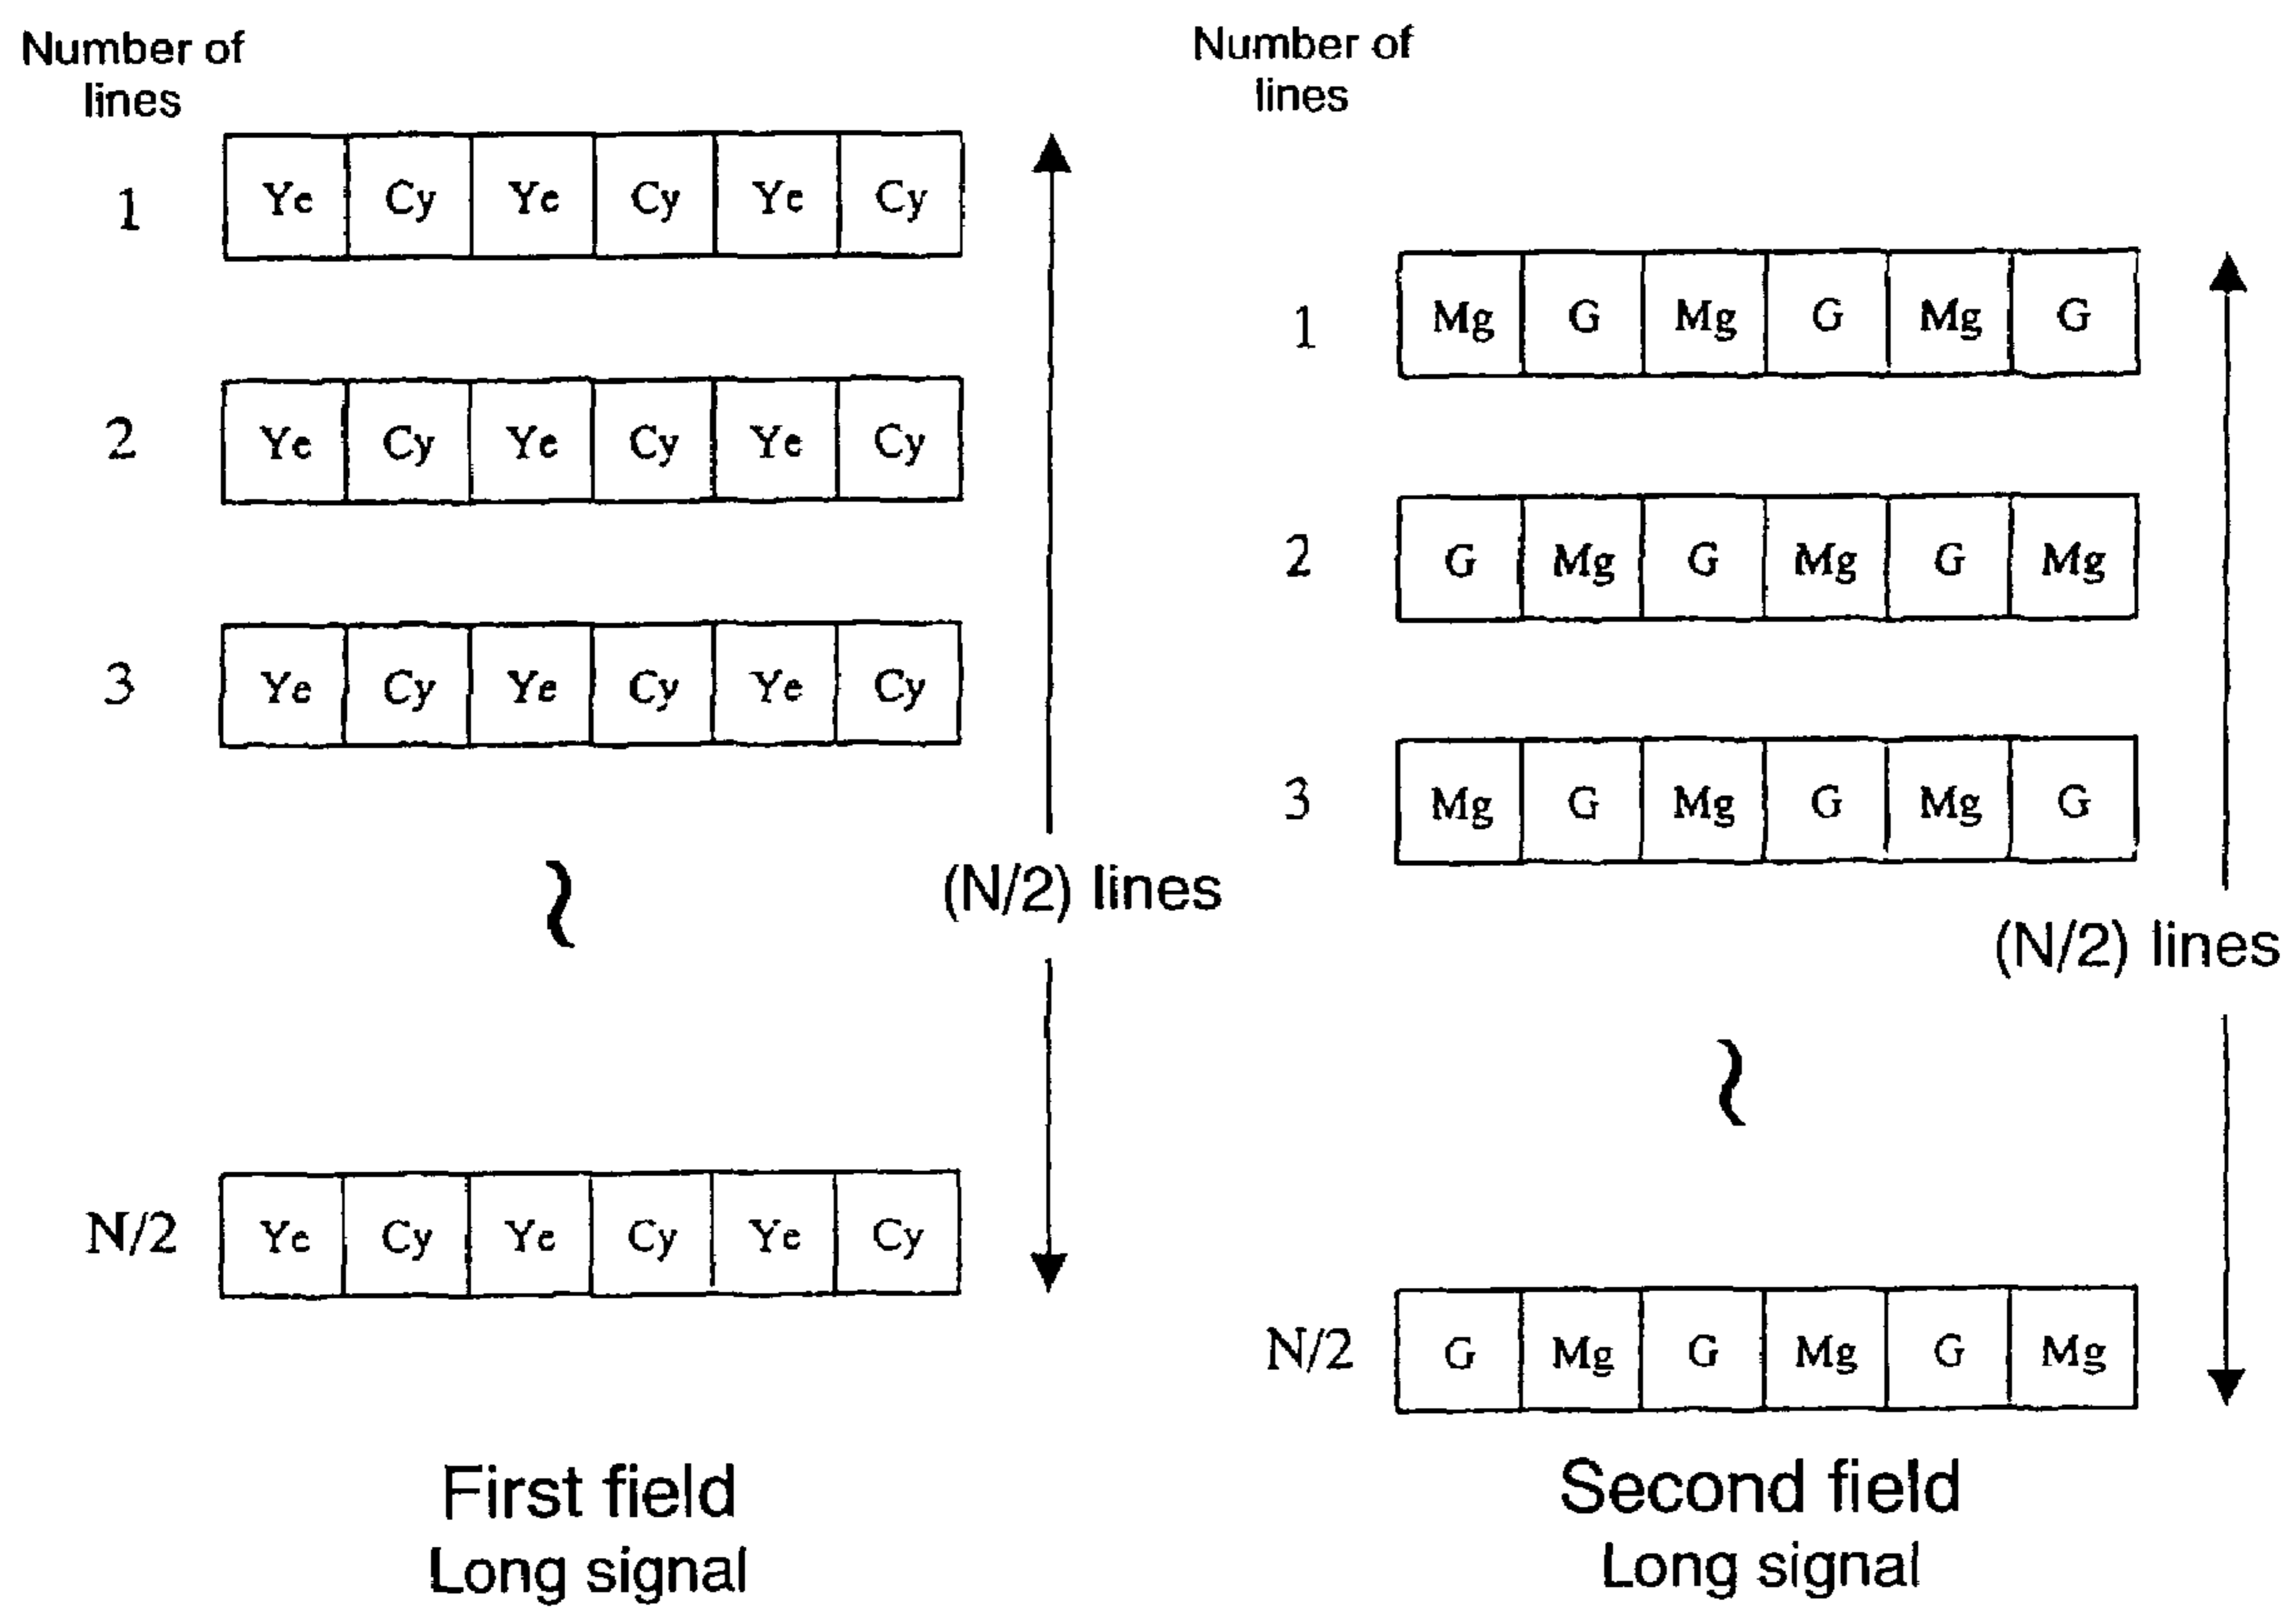 Number of
lines
1 Ye Cy Ye Cy Ye Cy
2 Ye Cy Ye Cy Ye Cy
3 Ye Cy Ye Cy Ye Cy
(N/2) lines
N/2 Ye Cy Ye Cy Ye Cy
First field
Long signal
Number of
lines
1 Mg G Mg G Mg G
2 G Mg G Mg G Mg
3 Mg G Mg G Mg G
(N/2) lines
N/2 G Mg G Mg G Mg
Second field
Long signal